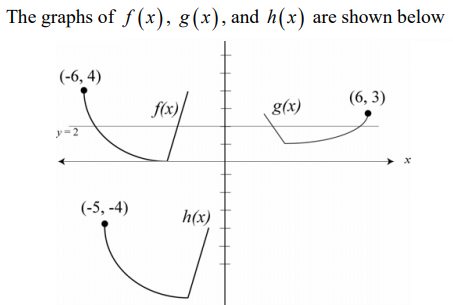 The graphs of f(x), g(x), and h(x) are shown below
(-6, 4)
f(x)
g(x)
(6, 3)
y = 2
x
(-5, -4)
h(x)